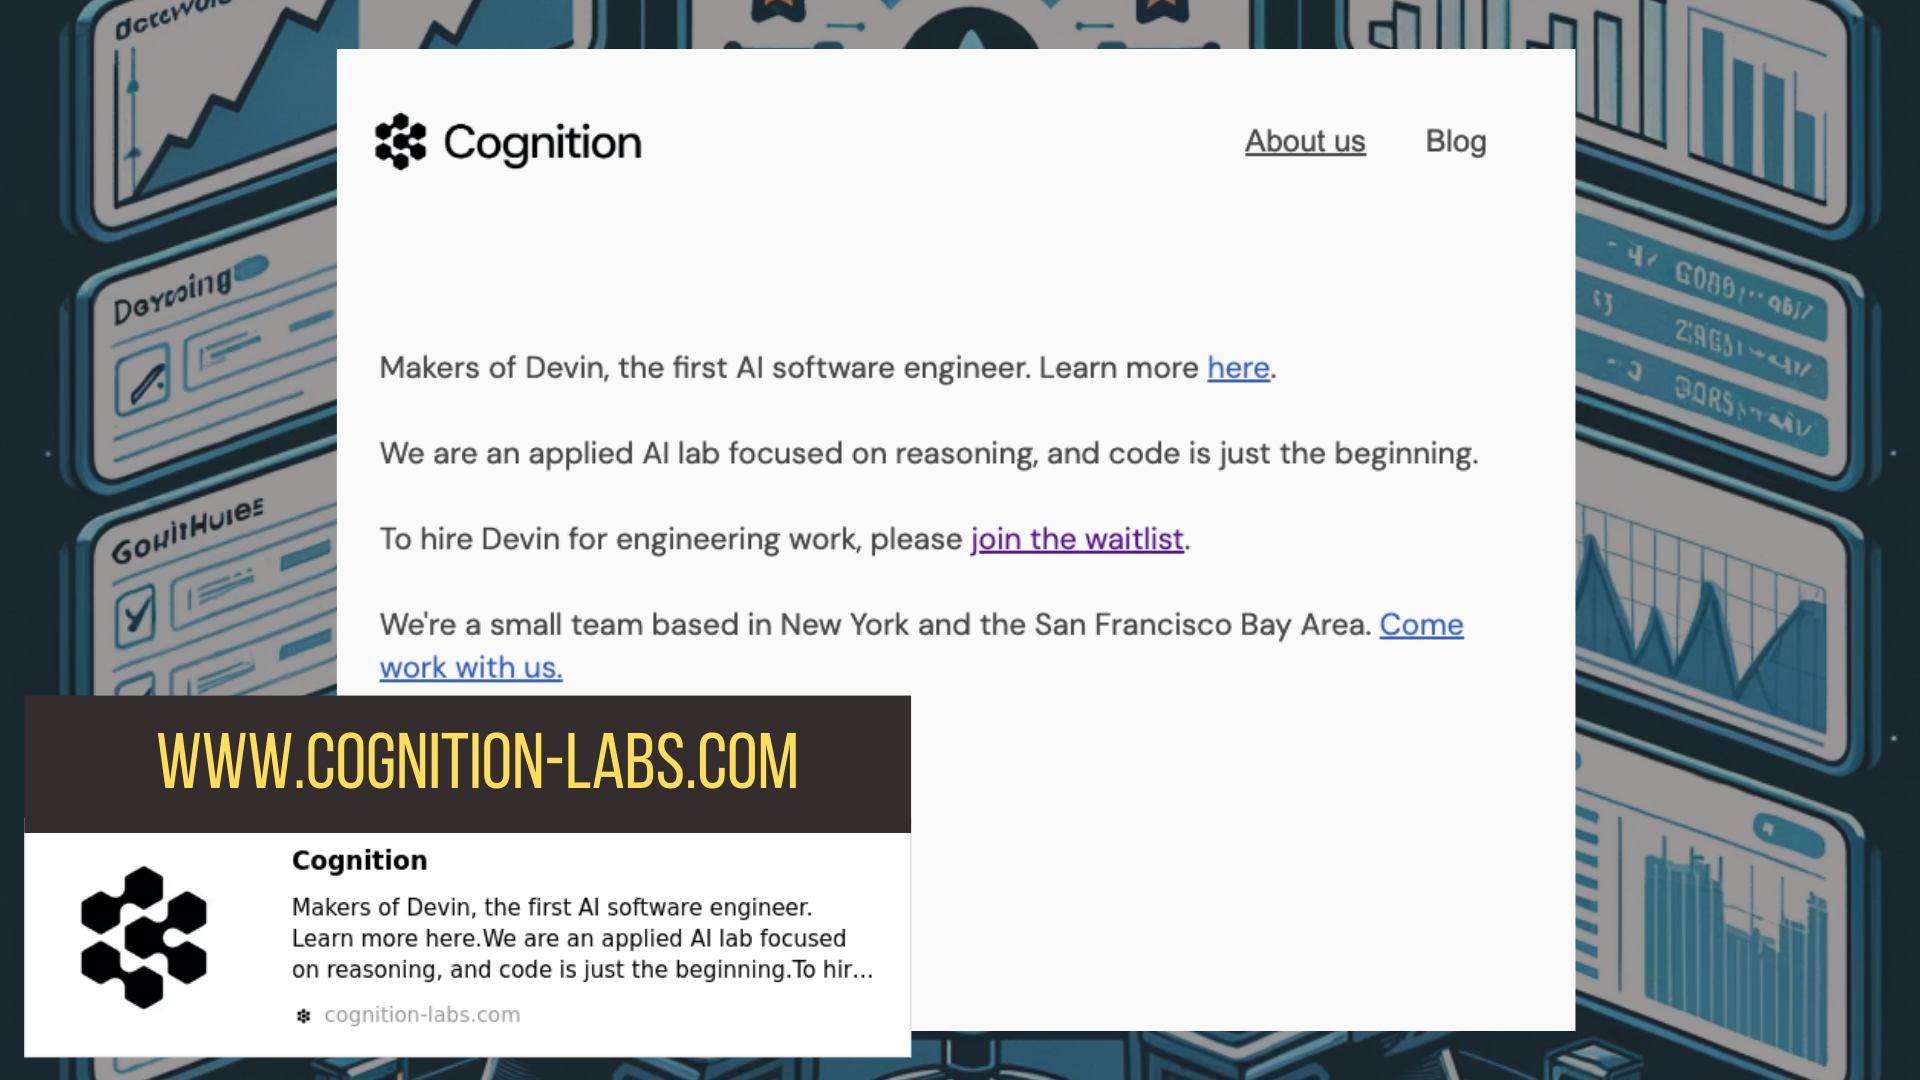 Cognition
About us
Blog
Makers of Devin, the first AI software engineer. Learn more here.
We are an applied AI lab focused on reasoning, and code is just the beginning.
To hire Devin for engineering work, please join the waitlist.
We're a small team based in New York and the San Francisco Bay Area. Come
work with us.
WWW.COGNITION-LABS.COM
Cognition
Makers of Devin, the first AI software engineer.
Learn more here.We are an applied AI lab focused
on reasoning, and code is just the beginning.To hir...
cognition-labs.com